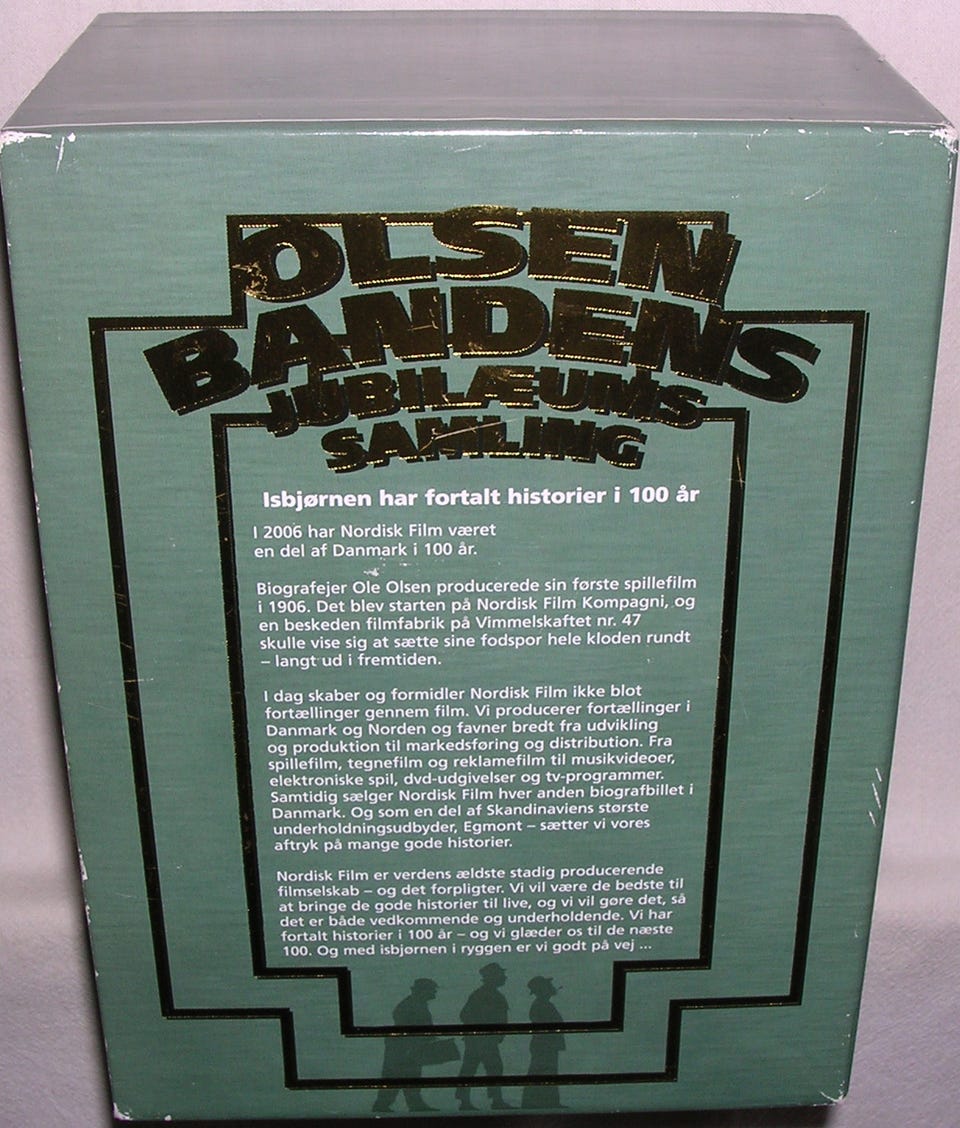 OLSEN
BANDENS
JUBILÆUMS
SAMLING
Isbjørnen har fortalt historier i 100 år
I 2006 har Nordisk Film været
en del af Danmark i 100 år.
Biografejer Ole Olsen producerede sin første spillefilm
i 1906. Det blev starten på Nordisk Film Kompagni, og
en beskeden filmfabrik på Vimmelskaftet nr. 47
skulle vise sig at sætte sine fodspor hele kloden rundt
– langt ud i fremtiden.
I dag skaber og formidler Nordisk Film ikke blot
fortællinger gennem film. Vi producerer fortællinger i
Danmark og Norden og favner bredt fra udvikling
og produktion til markedsføring og distribution. Fra
spillefilm, tegnefilm og reklamefilm til musikvideoer,
elektroniske spil, dvd-udgivelser og tv-programmer.
Samtidig sælger Nordisk Film hver anden biografbillet i
Danmark. Og som en del af Skandinaviens største
underholdningsudbyder, Egmont – sætter vi vores
aftryk på mange gode historier.
Nordisk Film er verdens ældste stadig producerende
filmselskab – og det forpligter. Vi vil være de bedste til
at bringe de gode historier til live, og vi vil gøre det, så
det er både vedkommende og underholdende. Vi har
fortalt historier i 100 år – og vi glæder os til de næste
100. Og med isbjørnen i ryggen er vi godt på vej ...